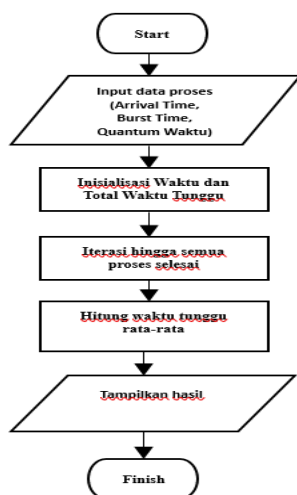 Start
Input data proses
(Arrival Time,
Burst Time,
Quantum Waktu)
Inisialisasi Waktu dan
Total Waktu Tunggu
Iterasi hingga semua
proses selesai
Hitung waktu tunggu
rata-rata
Tampilkan hasil
Finish